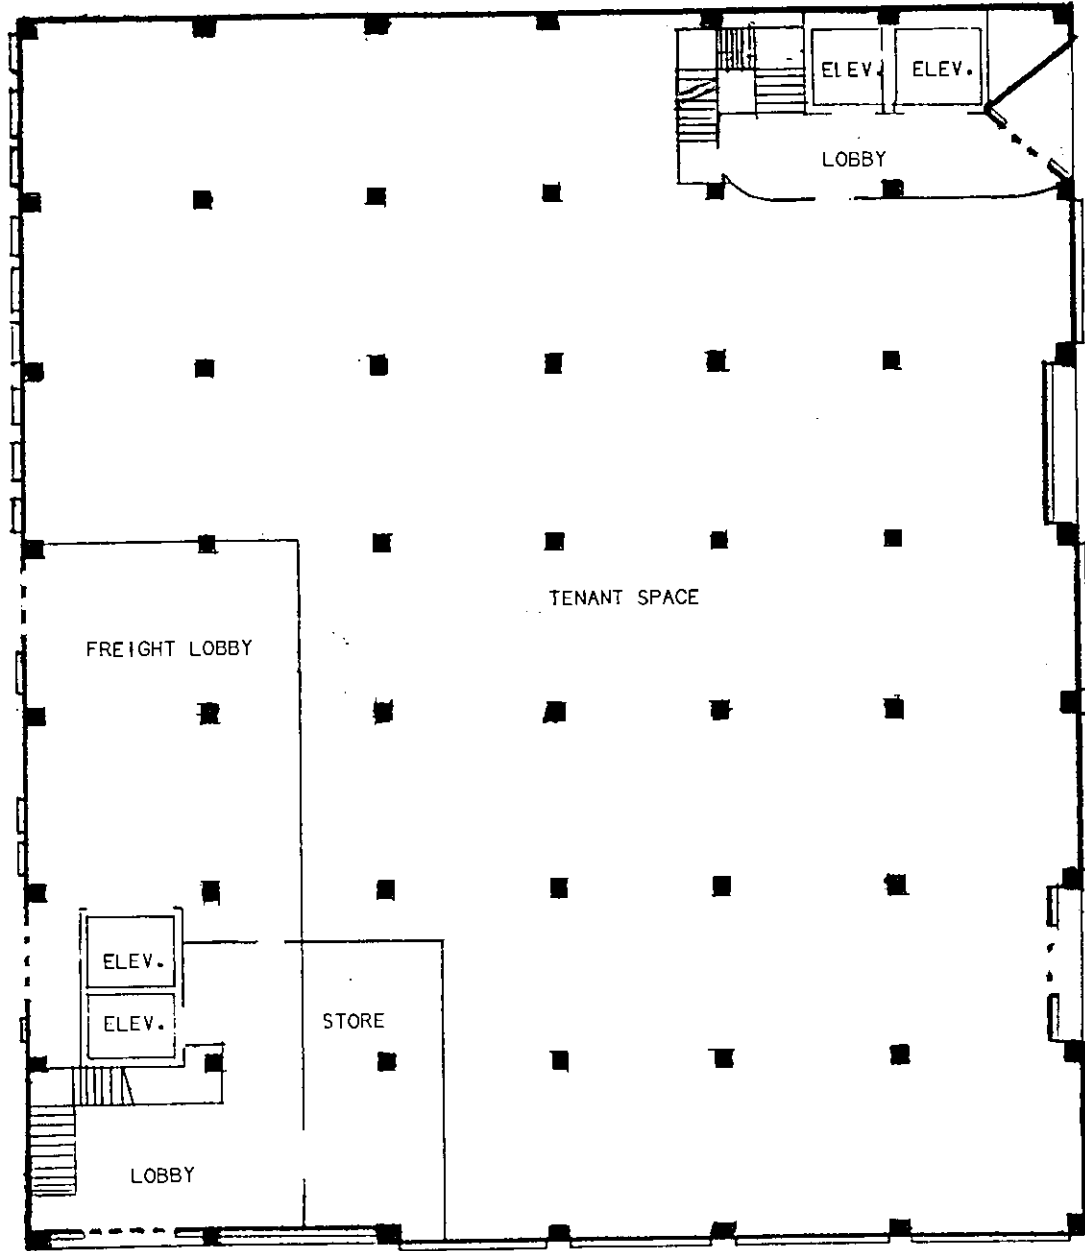 ELEV. ELEV.
LOBBY
TENANT SPACE
FREIGHT LOBBY
ELEV.
ELEV.
STORE
LOBBY